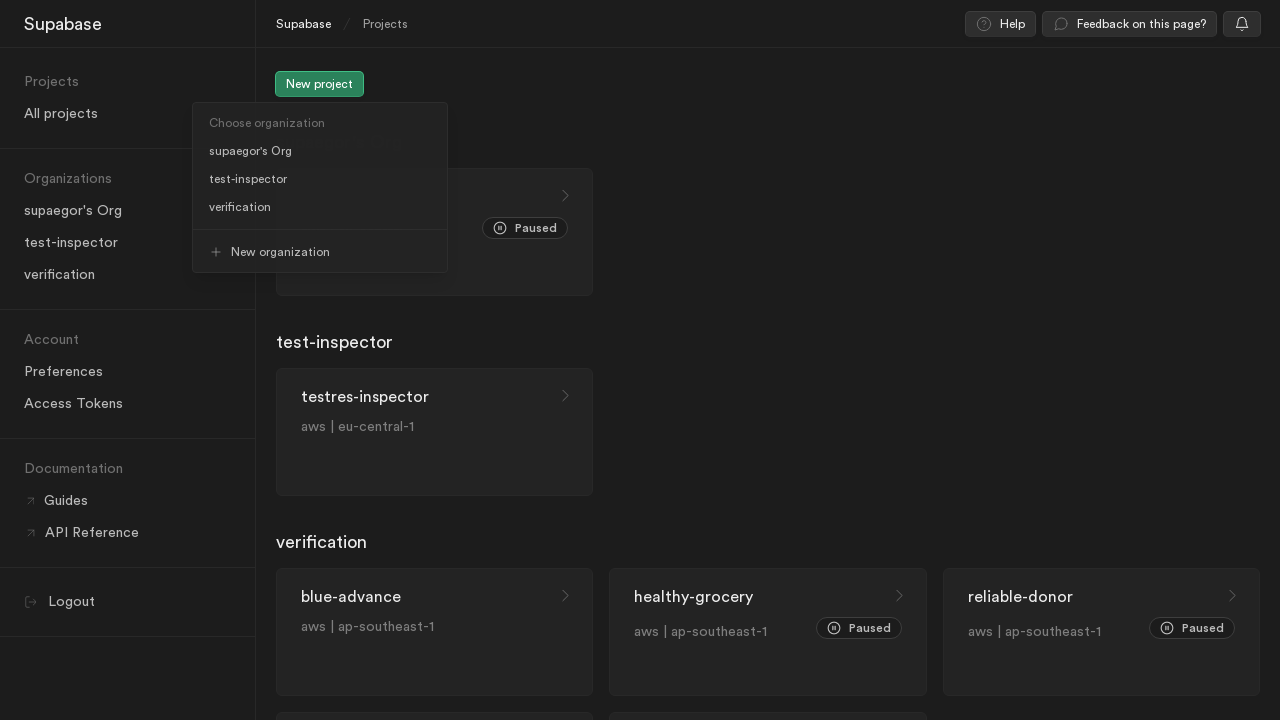 Supabase
Supabase / Projects
Help
Feedback on this page?
Projects
All projects
Organizations
supaegor's Org
test-inspector
verification
Account
Preferences
Access Tokens
Documentation
Guides
API Reference
Logout
New project
Choose organization
supaegor's Org
test-inspector
verification
New organization
Paused
test-inspector
testres-inspector
aws | eu-central-1
verification
blue-advance
aws | ap-southeast-1
healthy-grocery
aws | ap-southeast-1
Paused
reliable-donor
aws | ap-southeast-1
Paused